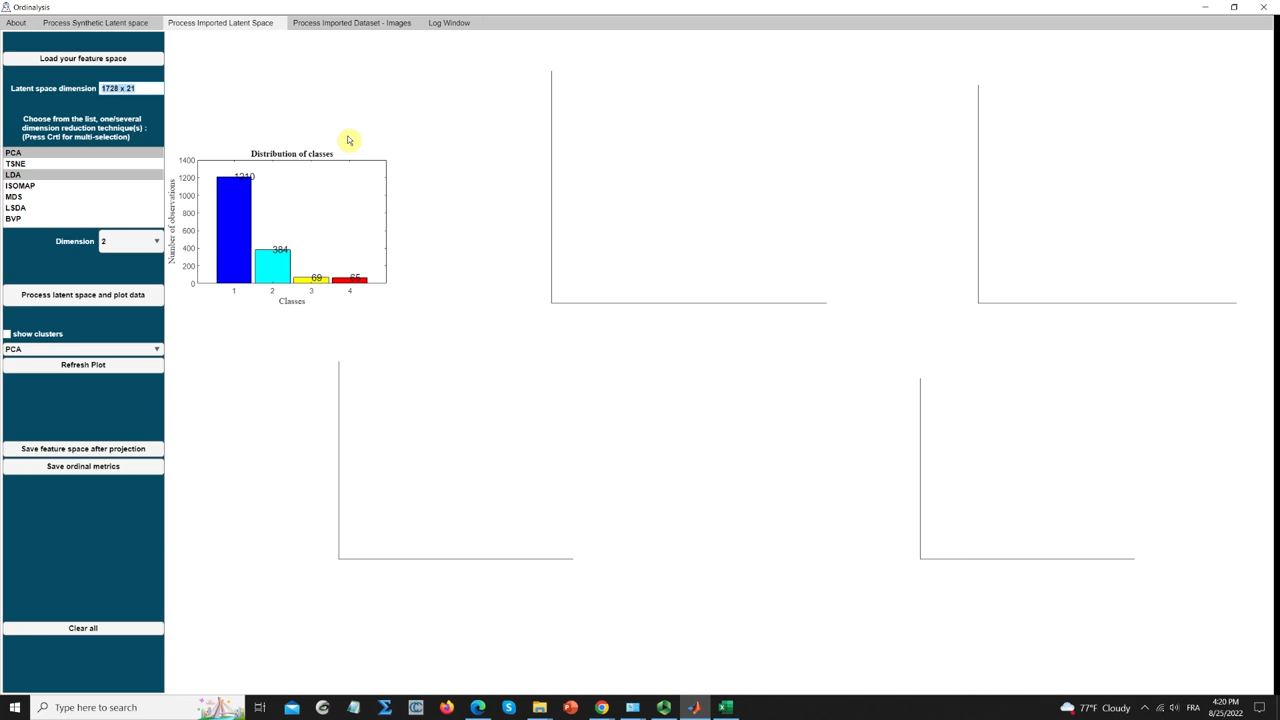 Ordinalysis
About
Process Synthetic Latent space
Process Imported Latent Space
Process Imported Dataset - Images
Log Window
Load your feature space
Latent space dimension
1728 x 21
Choose from the list, one/several
dimension reduction technique(s) :
(Press Crtl for multi-selection)
PCA
TSNE
LDA
ISOMAP
MDS
LSDA
BVP
Dimension
2
Process latent space and plot data
show clusters
PCA
Refresh Plot
Save feature space after projection
Save ordinal metrics
Clear all
Distribution of classes
1400
1200
1000
800
600
400
200
0
Number of observations
1210
384
69
65
1
2
3
4
Classes
Type here to search
77°F Cloudy
FRA
4:20 PM
8/25/2022